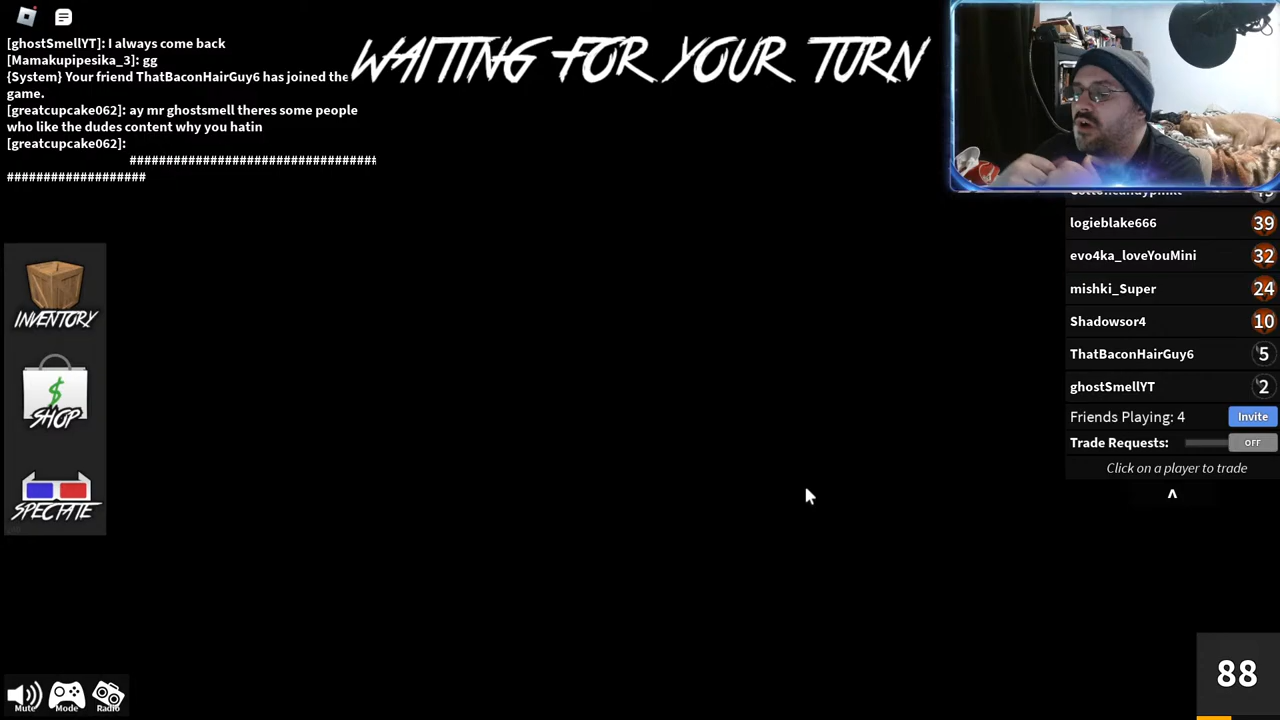 [ghostSmellYT]: I always come back
[Mamakupipesika_3]: gg
{System} Your friend ThatBaconHairGuy6 has joined the
game.
[greatcupcake062]: ay mr ghostsmell theres some people
who like the dudes content why you hatin
[greatcupcake062]:
##################################
###################
WAITING FOR YOUR TURN
logieblake666 39
evo4ka_loveYouMini 32
mishki_Super 24
Shadowsor4 10
ThatBaconHairGuy6 5
ghostSmellYT 2
Friends Playing: 4 Invite
Trade Requests: OFF
Click on a player to trade
^
INVENTORY
$
SHOP
SPECTATE
Mute Mode Radio
88